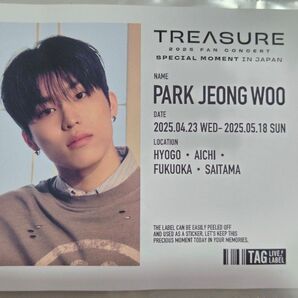 TREASURE
2025 FAN CONCERT
SPECIAL MOMENT IN JAPAN
NAME
PARK JEONG WOO
DATE
2025.04.23 WED- 2025.05.18 SUN
LOCATION
HYOGO・AICHI・
FUKUOKA・SAITAMA
THE LABEL CAN BE EASILY PEELED OFF
AND USED AS A STICKER. LET'S KEEP THIS
PRECIOUS MOMENT TODAY IN YOUR MEMORIES.
TAG LIVE LABEL